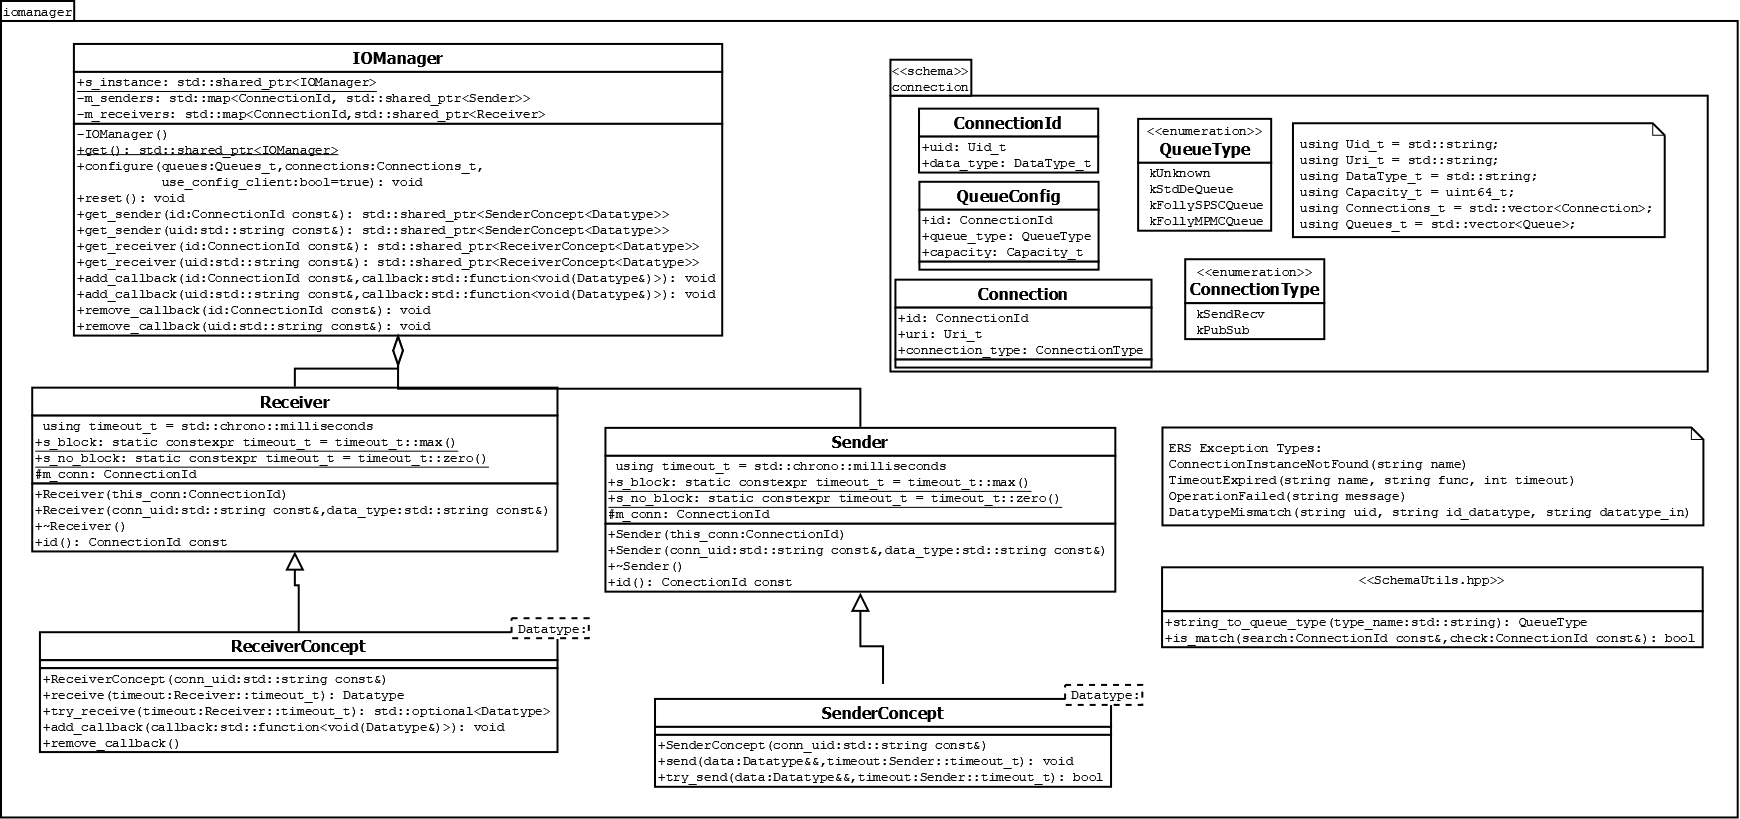 iomanager
IOManager
+s_instance: std::shared_ptr<IOManager>
-m_senders: std::map<ConnectionId, std::shared_ptr<Sender>>
-m_receivers: std::map<ConnectionId,std::shared_ptr<Receiver>
-IOManager()
+get(): std::shared_ptr<IOManager>
+configure(queues:Queues_t,connections:Connections_t,
use_config_client:bool=true): void
+reset(): void
+get_sender(id:ConnectionId const&): std::shared_ptr<SenderConcept<Datatype>>
+get_sender(uid:std::string const&): std::shared_ptr<SenderConcept<Datatype>>
+get_receiver(id:ConnectionId const&): std::shared_ptr<ReceiverConcept<Datatype>>
+get_receiver(uid:std::string const&): std::shared_ptr<ReceiverConcept<Datatype>>
+add_callback(id:ConnectionId const&,callback:std::function<void(Datatype&)>): void
+add_callback(uid:std::string const&,callback:std::function<void(Datatype&)>): void
+remove_callback(id:ConnectionId const&): void
+remove_callback(uid:std::string const&): void
<<schema>>
connection
ConnectionId
+uid: Uid_t
+data_type: DataType_t
QueueConfig
+id: ConnectionId
+queue_type: QueueType
+capacity: Capacity_t
Connection
+id: ConnectionId
+uri: Uri_t
+connection_type: ConnectionType
<<enumeration>>
QueueType
kUnknown
kStdDeQueue
kFollySPSCQueue
kFollyMPMCQueue
using Uid_t = std::string;
using Uri_t = std::string;
using DataType_t = std::string;
using Capacity_t = uint64_t;
using Connections_t = std::vector<Connection>;
using Queues_t = std::vector<Queue>;
<<enumeration>>
ConnectionType
kSendRecv
kPubSub
Receiver
using timeout_t = std::chrono::milliseconds
+s_block: static constexpr timeout_t = timeout_t::max()
+s_no_block: static constexpr timeout_t = timeout_t::zero()
#m_conn: ConnectionId
+Receiver(this_conn:ConnectionId)
+Receiver(conn_uid:std::string const&,data_type:std::string const&)
+~Receiver()
+id(): ConnectionId const
Sender
using timeout_t = std::chrono::milliseconds
+s_block: static constexpr timeout_t = timeout_t::max()
+s_no_block: static constexpr timeout_t = timeout_t::zero()
#m_conn: ConnectionId
+Sender(this_conn:ConnectionId)
+Sender(conn_uid:std::string const&,data_type:std::string const&)
+~Sender()
+id(): ConectionId const
ERS Exception Types:
ConnectionInstanceNotFound(string name)
TimeoutExpired(string name, string func, int timeout)
OperationFailed(string message)
DatatypeMismatch(string uid, string id_datatype, string datatype_in)
<<SchemaUtils.hpp>>
+string_to_queue_type(type_name:std::string): QueueType
+is_match(search:ConnectionId const&,check:ConnectionId const&): bool
Datatype:
ReceiverConcept
+ReceiverConcept(conn_uid:std::string const&)
+receive(timeout:Receiver::timeout_t): Datatype
+try_receive(timeout:Receiver::timeout_t): std::optional<Datatype>
+add_callback(callback:std::function<void(Datatype&)>): void
+remove_callback()
Datatype:
SenderConcept
+SenderConcept(conn_uid:std::string const&)
+send(data:Datatype&&,timeout:Sender::timeout_t): void
+try_send(data:Datatype&&,timeout:Sender::timeout_t): bool